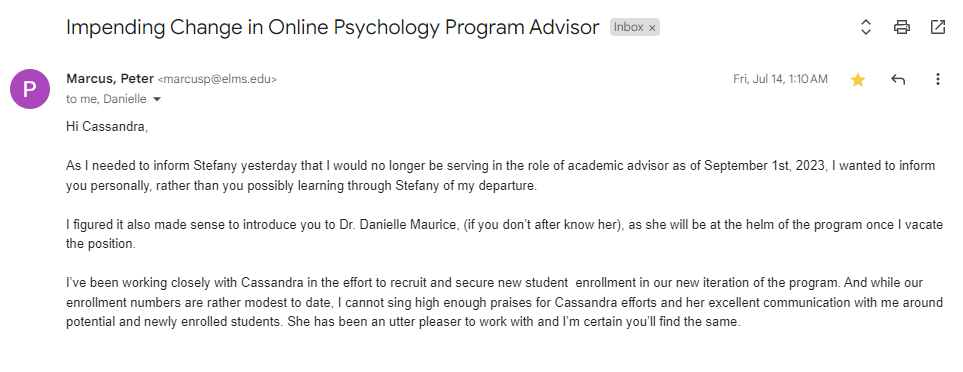 Impending Change in Online Psychology Program Advisor Inbox x
P
Marcus, Peter <marcusp@elms.edu> Fri, Jul 14, 1:10 AM
to me, Danielle
Hi Cassandra,
As I needed to inform Stefany yesterday that I would no longer be serving in the role of academic advisor as of September 1st, 2023, I wanted to inform
you personally, rather than you possibly learning through Stefany of my departure.
I figured it also made sense to introduce you to Dr. Danielle Maurice, (if you don't after know her), as she will be at the helm of the program once I vacate
the position.
I've been working closely with Cassandra in the effort to recruit and secure new student  enrollment in our new iteration of the program. And while our
enrollment numbers are rather modest to date, I cannot sing high enough praises for Cassandra efforts and her excellent communication with me around
potential and newly enrolled students. She has been an utter pleaser to work with and I'm certain you'll find the same.